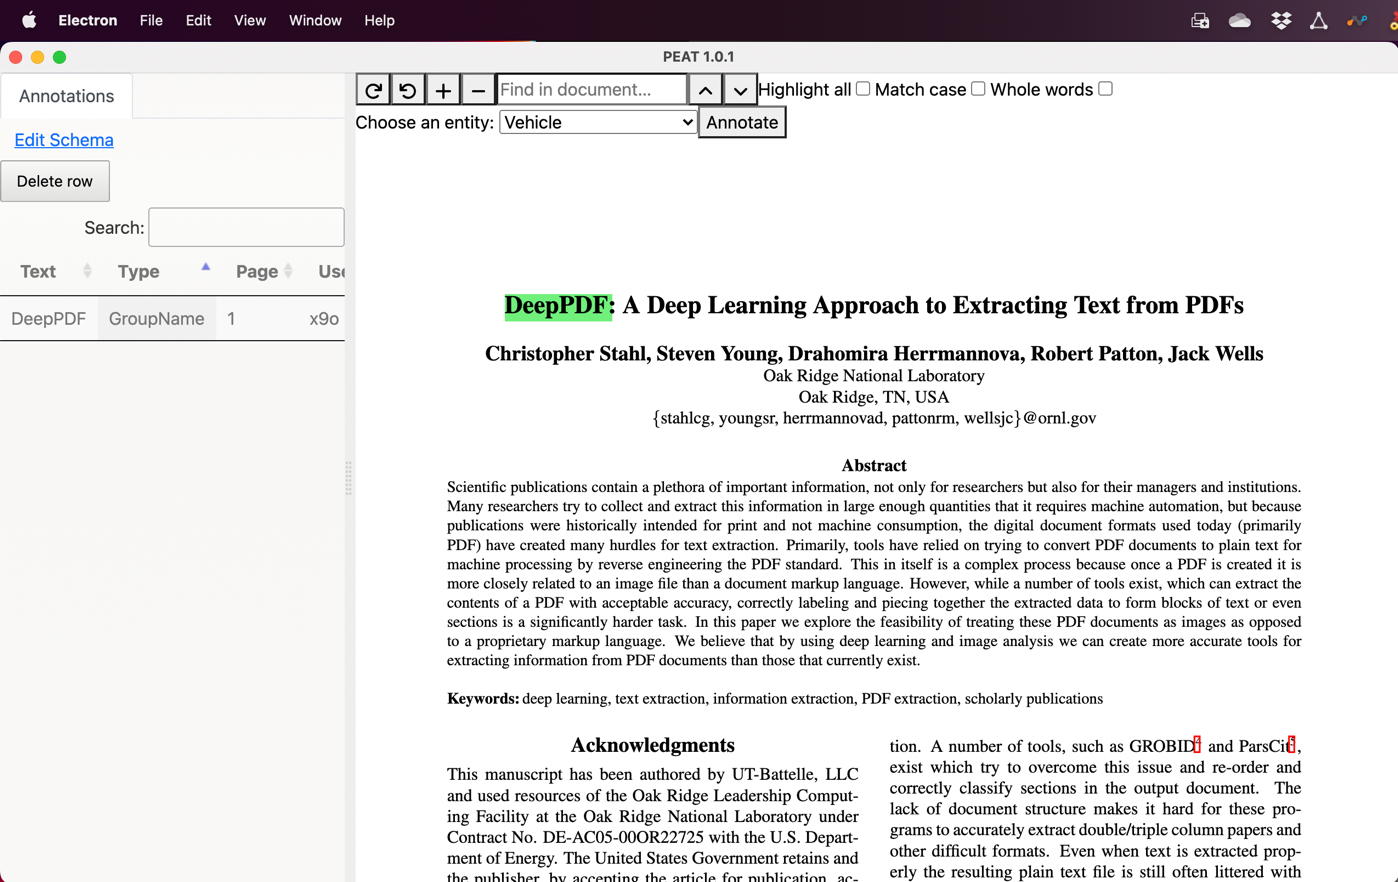 Electron File Edit View Window Help
PEAT 1.0.1
Annotations
Edit Schema
Delete row
Search:
Text Type Page Use
DeepPDF GroupName 1 x9o
Find in document... Highlight all Match case Whole words
Choose an entity: Vehicle Annotate
DeepPDF: A Deep Learning Approach to Extracting Text from PDFs
Christopher Stahl, Steven Young, Drahomira Herrmannova, Robert Patton, Jack Wells
Oak Ridge National Laboratory
Oak Ridge, TN, USA
{stahlcg, youngsr, herrmannovad, pattonrm, wellsjc}@ornl.gov
Abstract
Scientific publications contain a plethora of important information, not only for researchers but also for their managers and institutions.
Many researchers try to collect and extract this information in large enough quantities that it requires machine automation, but because
publications were historically intended for print and not machine consumption, the digital document formats used today (primarily
PDF) have created many hurdles for text extraction. Primarily, tools have relied on trying to convert PDF documents to plain text for
machine processing by reverse engineering the PDF standard. This in itself is a complex process because once a PDF is created it is
more closely related to an image file than a document markup language. However, while a number of tools exist, which can extract the
contents of a PDF with acceptable accuracy, correctly labeling and piecing together the extracted data to form blocks of text or even
sections is a significantly harder task. In this paper we explore the feasibility of treating these PDF documents as images as opposed
to a proprietary markup language. We believe that by using deep learning and image analysis we can create more accurate tools for
extracting information from PDF documents than those that currently exist.
Keywords: deep learning, text extraction, information extraction, PDF extraction, scholarly publications
Acknowledgments
This manuscript has been authored by UT-Battelle, LLC
and used resources of the Oak Ridge Leadership Comput-
ing Facility at the Oak Ridge National Laboratory under
Contract No. DE-AC05-00OR22725 with the U.S. Depart-
ment of Energy. The United States Government retains and
the publisher, by accepting the article for publication, ac-
tion. A number of tools, such as GROBID and ParsCit,
exist which try to overcome this issue and re-order and
correctly classify sections in the output document. The
lack of document structure makes it hard for these pro-
grams to accurately extract double/triple column papers and
other difficult formats. Even when text is extracted prop-
erly the resulting plain text file is still often littered with